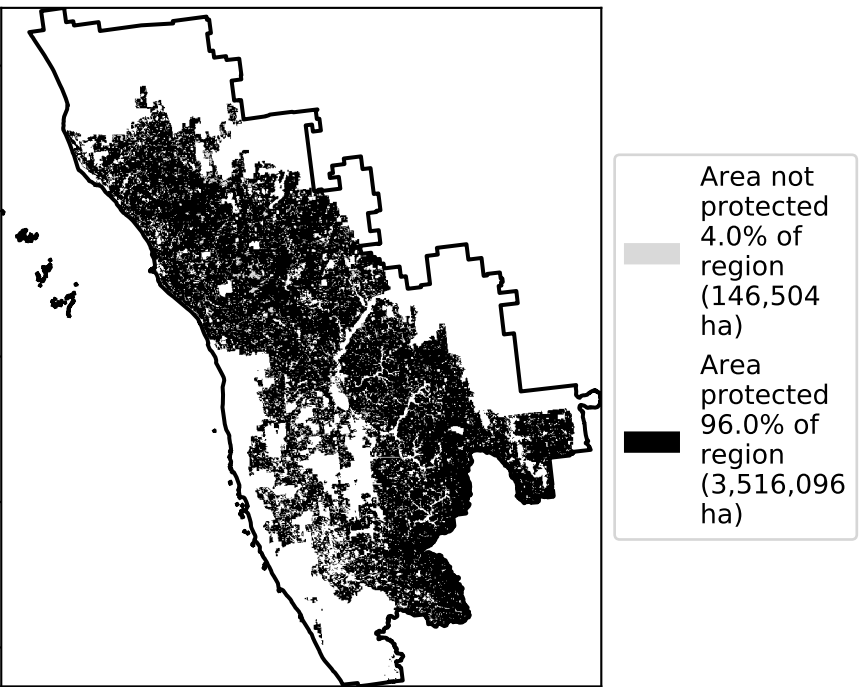 Area not
protected
4.0% of
region
(146,504
ha)
Area
protected
96.0% of
region
(3,516,096
ha)